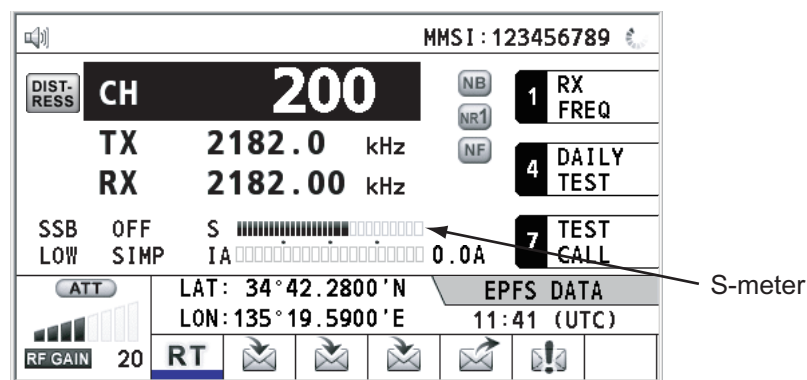 MMSI:123456789
DIST-
RESS
CH 200
TX 2182.0 kHz
RX 2182.00 kHz
NB
NR1
NF
1 RX
FREQ
4 DAILY
TEST
7 TEST
CALL
SSB OFF S
LOW SIMP IA 0.0A
S-meter
ATT
RF GAIN 20
LAT: 34°42.2800'N
LON:135°19.5900'E
EPFS DATA
11:41 (UTC)
RT